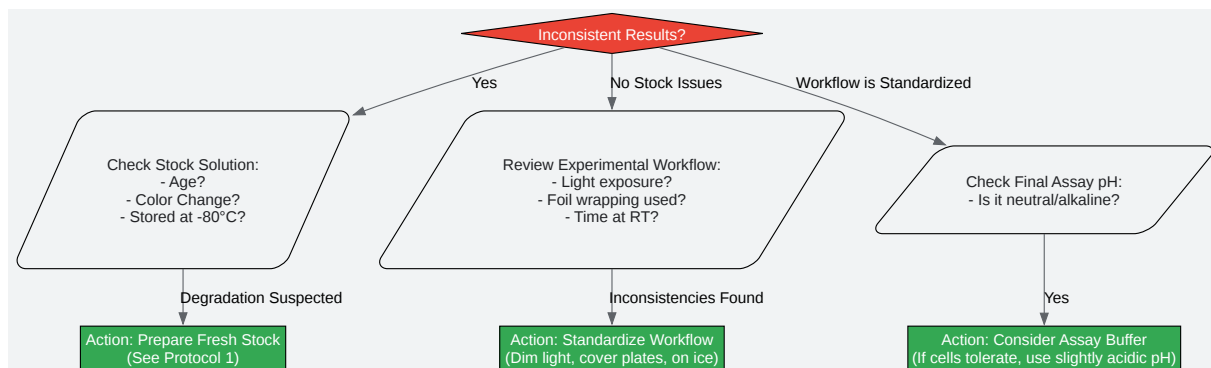 Inconsistent Results?
Yes
No Stock Issues
Workflow is Standardized
Check Stock Solution:
- Age?
- Color Change?
- Stored at -80°C?
Review Experimental Workflow:
- Light exposure?
- Foil wrapping used?
- Time at RT?
Check Final Assay pH:
- Is it neutral/alkaline?
Degradation Suspected
Inconsistencies Found
Yes
Action: Prepare Fresh Stock
(See Protocol 1)
Action: Standardize Workflow
(Dim light, cover plates, on ice)
Action: Consider Assay Buffer
(If cells tolerate, use slightly acidic pH)